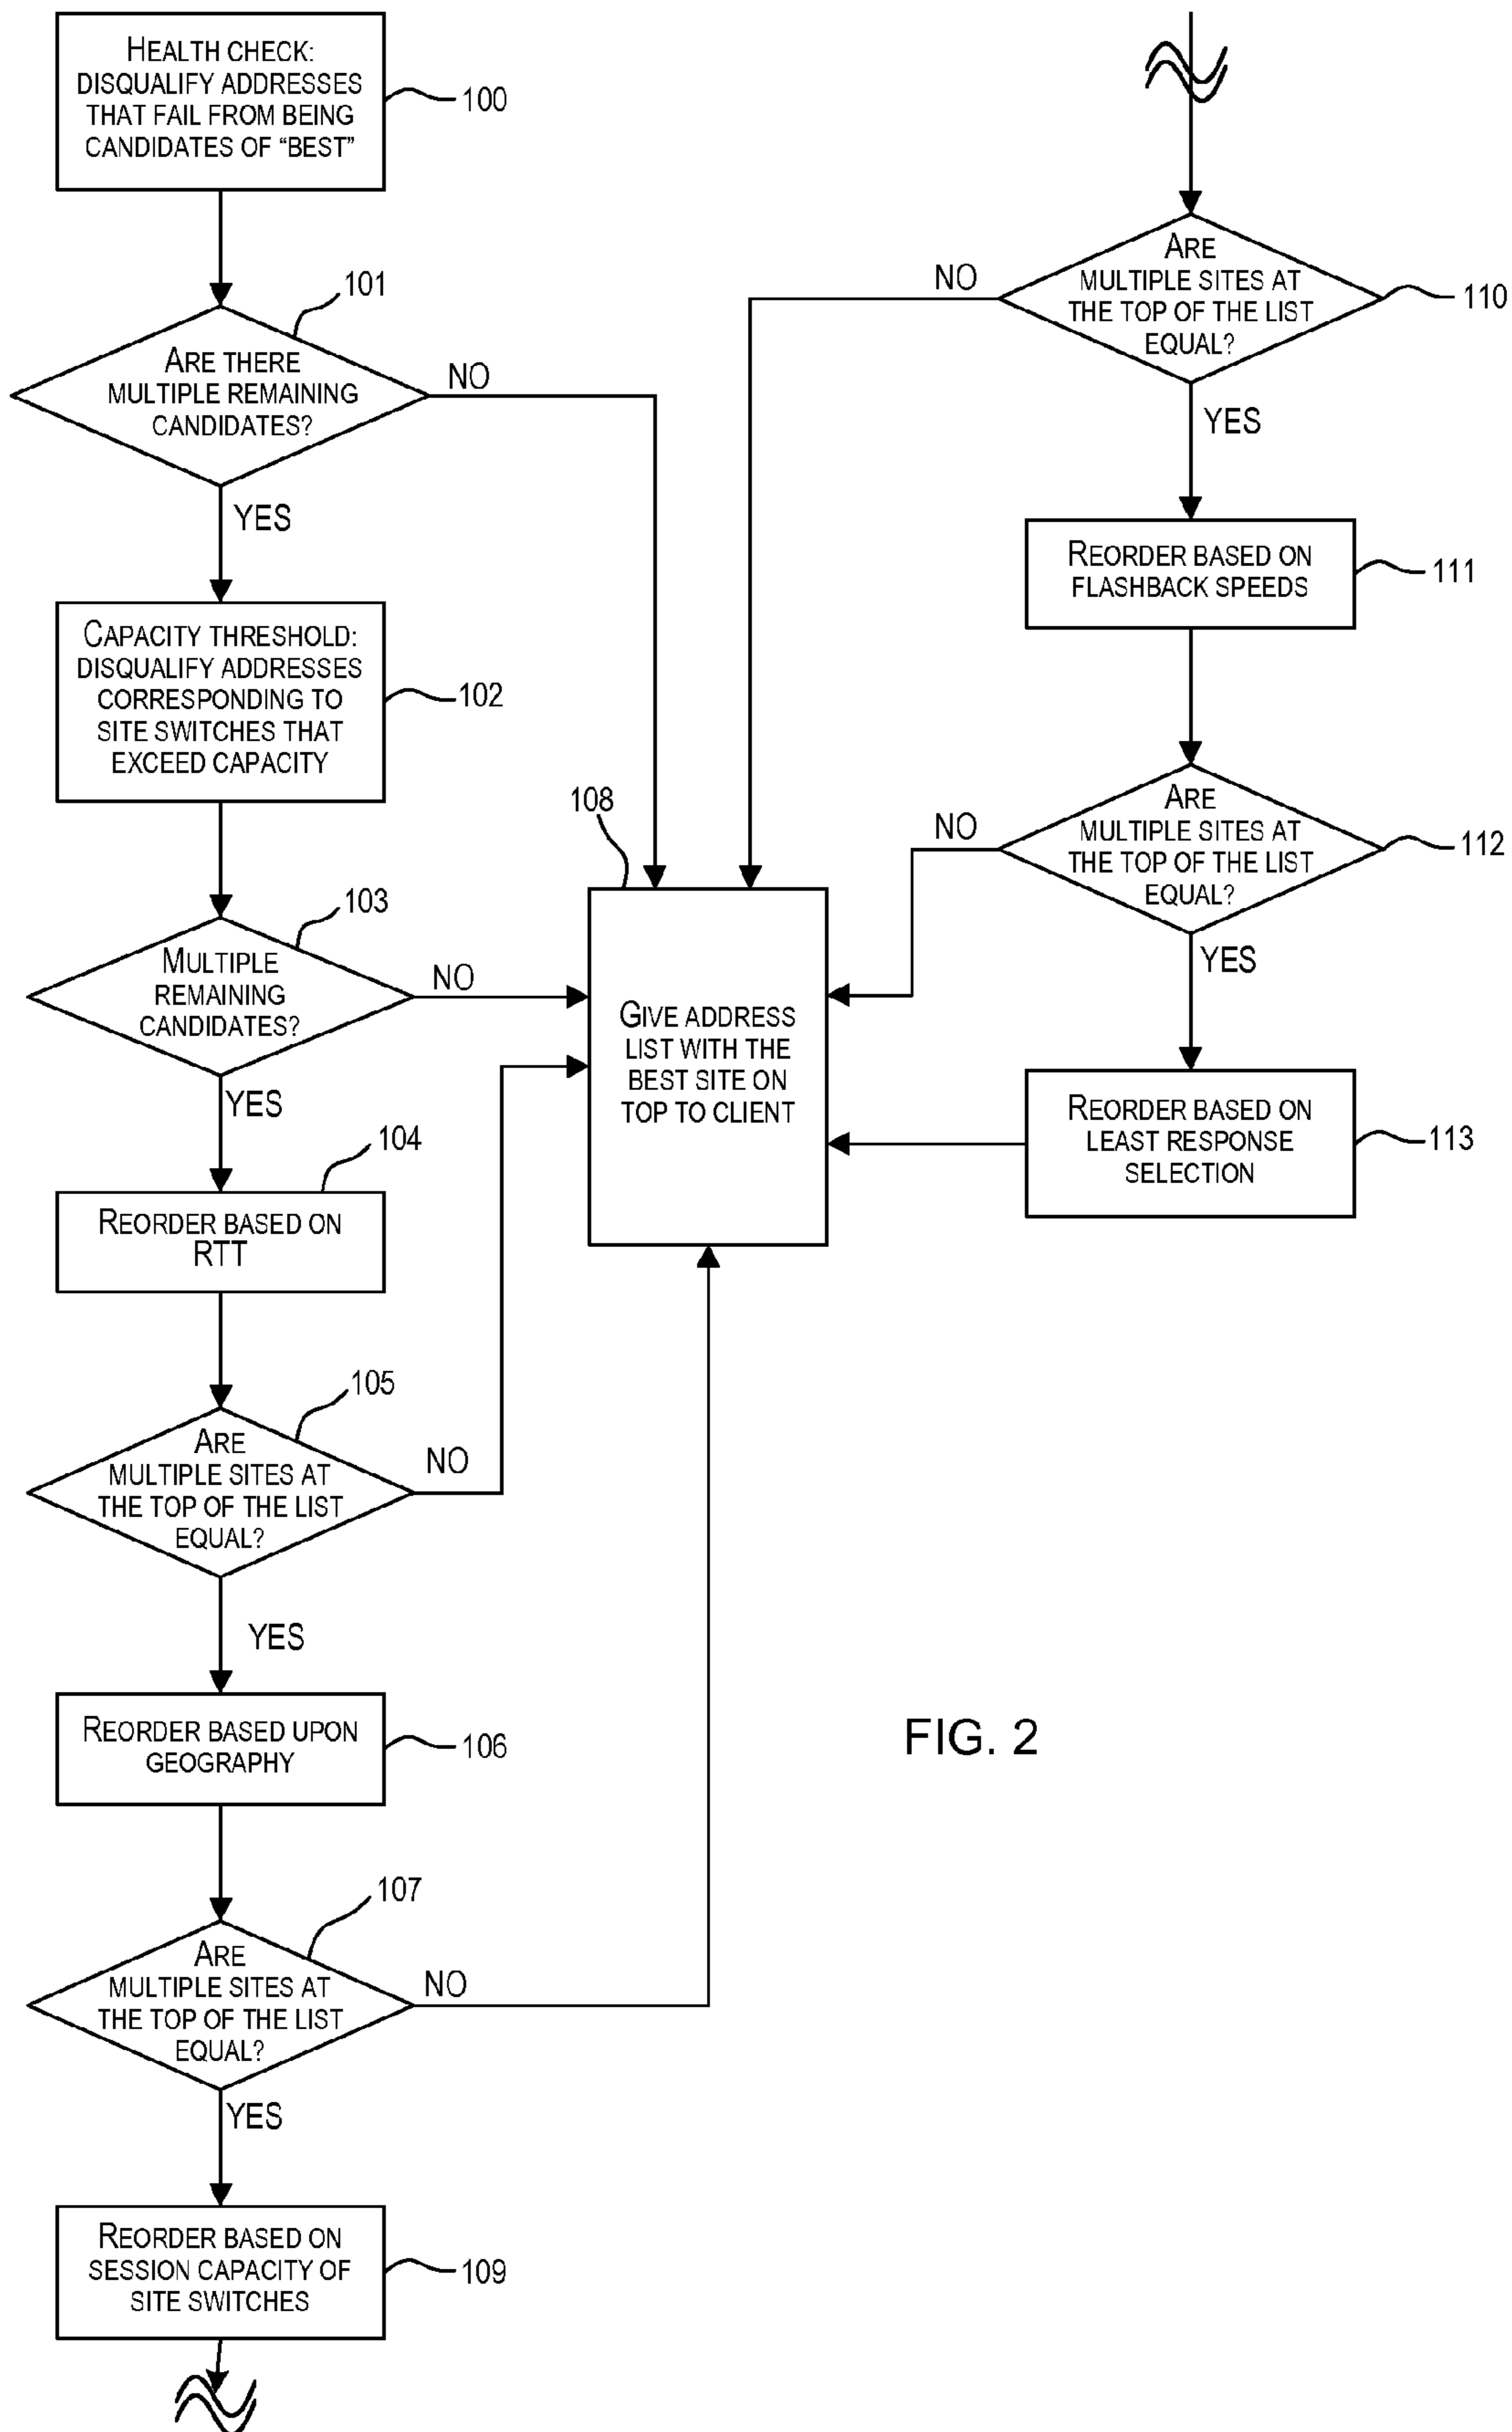 HEALTH CHECK:
DISQUALIFY ADDRESSES
THAT FAIL FROM BEING
CANDIDATES OF “BEST”
100
101
ARE THERE
MULTIPLE REMAINING
CANDIDATES?
NO
YES
CAPACITY THRESHOLD:
DISQUALIFY ADDRESSES
CORRESPONDING TO
SITE SWITCHES THAT
EXCEED CAPACITY
102
103
MULTIPLE
REMAINING
CANDIDATES?
NO
YES
104
REORDER BASED ON
RTT
105
ARE
MULTIPLE SITES AT
THE TOP OF THE LIST
EQUAL?
NO
YES
REORDER BASED UPON
GEOGRAPHY
106
107
ARE
MULTIPLE SITES AT
THE TOP OF THE LIST
EQUAL?
NO
YES
REORDER BASED ON
SESSION CAPACITY OF
SITE SWITCHES
109
108
GIVE ADDRESS
LIST WITH THE
BEST SITE ON
TOP TO CLIENT
ARE
MULTIPLE SITES AT
THE TOP OF THE LIST
EQUAL?
110
NO
YES
REORDER BASED ON
FLASHBACK SPEEDS
111
ARE
MULTIPLE SITES AT
THE TOP OF THE LIST
EQUAL?
112
NO
YES
REORDER BASED ON
LEAST RESPONSE
SELECTION
113
FIG. 2